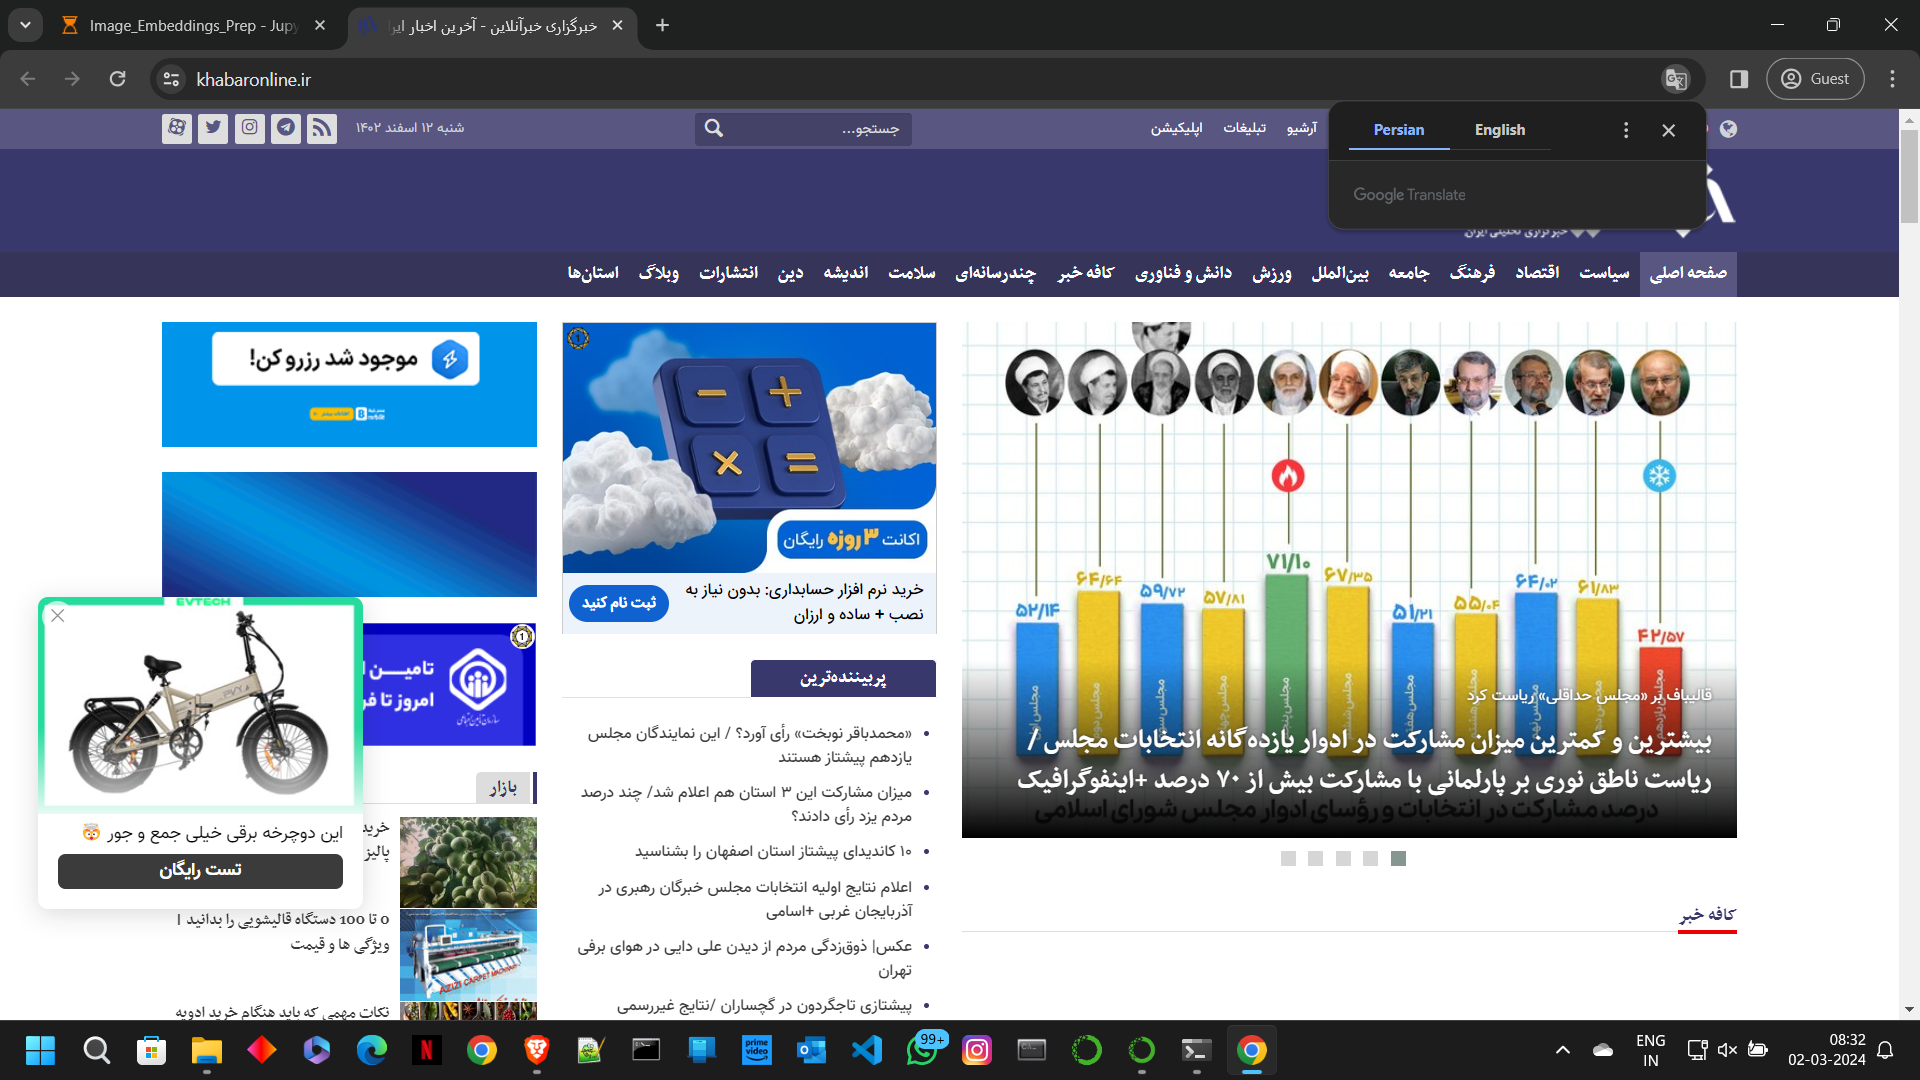 Image_Embeddings_Prep - Jupy
خبرگزاری خبرآنلاین - آخرین اخبار ایرا
khabaronline.ir
Guest
شنبه ۱۲ اسفند ۱۴۰۲
جستجو...
آرشیو
تبلیغات
اپلیکیشن
Persian
English
Google Translate
خبرگزاری تحلیلی ایران
صفحه اصلی
سیاست
اقتصاد
فرهنگ
جامعه
بین‌الملل
ورزش
دانش و فناوری
کافه خبر
چندرسانه‌ای
سلامت
اندیشه
دین
انتشارات
وبلاگ
استان‌ها
۵۲/۱۴
۶۴/۶۴
۵۹/۷۲
۵۷/۸۱
۷۱/۱۰
۶۷/۳۵
۵۱/۲۱
۵۵/۰۴
۶۴/۰۲
۶۱/۸۳
۴۲/۵۷
قالیباف بر «مجلس حداقلی» ریاست کرد
بیشترین و کمترین میزان مشارکت در ادوار یازده‌گانه انتخابات مجلس /
ریاست ناطق نوری بر پارلمانی با مشارکت بیش از ۷۰ درصد +اینفوگرافیک
درصد مشارکت در انتخابات و رؤسای ادوار مجلس شورای اسلامی
کافه خبر
اکانت ۳ روزه رایگان
خرید نرم افزار حسابداری: بدون نیاز به
نصب + ساده و ارزان
ثبت نام کنید
پربیننده‌ترین
«محمدباقر نوبخت» رأی آورد؟ / این نمایندگان مجلس
یازدهم پیشتاز هستند
میزان مشارکت این ۳ استان هم اعلام شد/ چند درصد
مردم یزد رأی دادند؟
۱۰ کاندیدای پیشتاز استان اصفهان را بشناسید
اعلام نتایج اولیه انتخابات مجلس خبرگان رهبری در
آذربایجان غربی +اسامی
عکس| ذوق‌زدگی مردم از دیدن علی دایی در هوای برفی
تهران
پیشتازی تاجگردون در گچساران /نتایج غیررسمی
موجود شد رزرو کن!
تامیـــن ا
امروز تا فر
بازار
خرید
پالیز
0 تا 100 دستگاه قالیشویی را بدانید |
ویژگی ها و قیمت
AZIZI CARPET MACHINARY
نکات مهمی که باید هنگام خرید ادویه
EVTECH
این دوچرخه برقی خیلی جمع و جور 🤯
تست رایگان
99+
prime
video
ENG
IN
08:32
02-03-2024